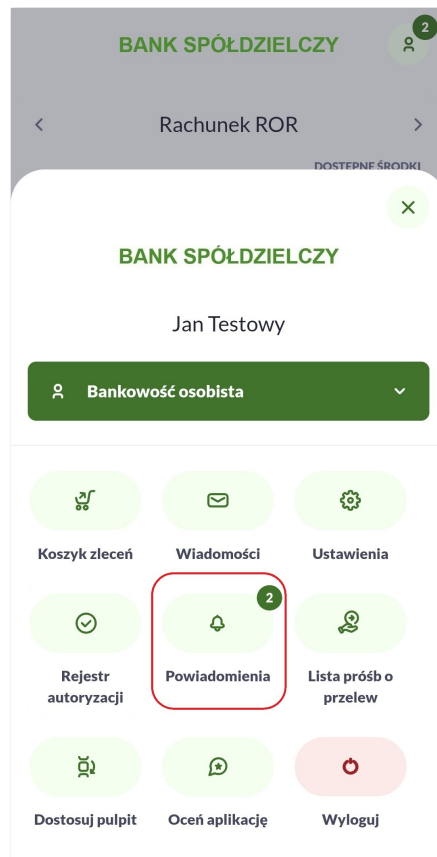 2
BANK SPÓŁDZIELCZY
Rachunek ROR
DOSTĘPNE ŚRODKI
BANK SPÓŁDZIELCZY
Jan Testowy
Bankowość osobista
Koszyk zleceń
Wiadomości
Ustawienia
2
Rejestr
autoryzacji
Powiadomienia
Lista próśb o
przelew
Dostosuj pulpit
Oceń aplikację
Wyloguj